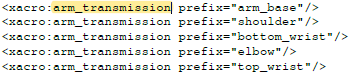 <xacro:arm_transmission prefix="arm_base"/>
<xacro:arm_transmission prefix="shoulder"/>
<xacro:arm_transmission prefix="bottom_wrist"/>
<xacro:arm_transmission prefix="elbow"/>
<xacro:arm_transmission prefix="top_wrist"/>